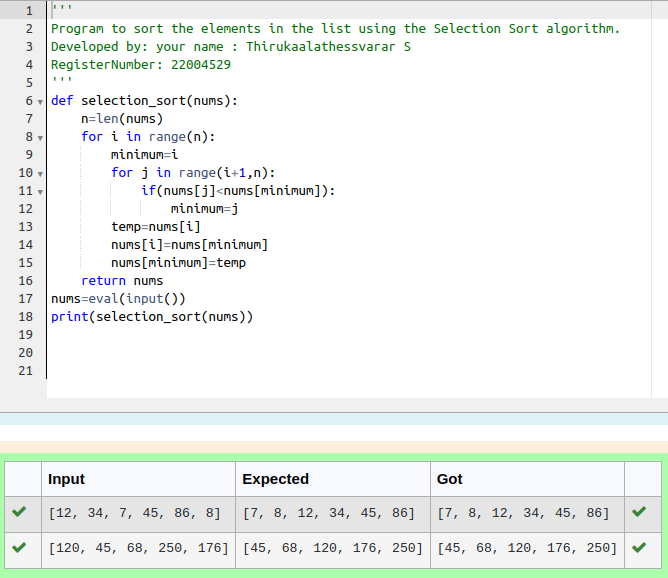 1 '''
2 Program to sort the elements in the list using the Selection Sort algorithm.
3 Developed by: your name : Thirukaalathessvarar S
4 RegisterNumber: 22004529
5 '''
6 def selection_sort(nums):
7     n=len(nums)
8     for i in range(n):
9         minimum=i
10         for j in range(i+1,n):
11             if(nums[j]<nums[minimum]):
12                 minimum=j
13         temp=nums[i]
14         nums[i]=nums[minimum]
15         nums[minimum]=temp
16     return nums
17 nums=eval(input())
18 print(selection_sort(nums))
19
20
21
Input Expected Got
[12, 34, 7, 45, 86, 8] [7, 8, 12, 34, 45, 86] [7, 8, 12, 34, 45, 86]
[120, 45, 68, 250, 176] [45, 68, 120, 176, 250] [45, 68, 120, 176, 250]